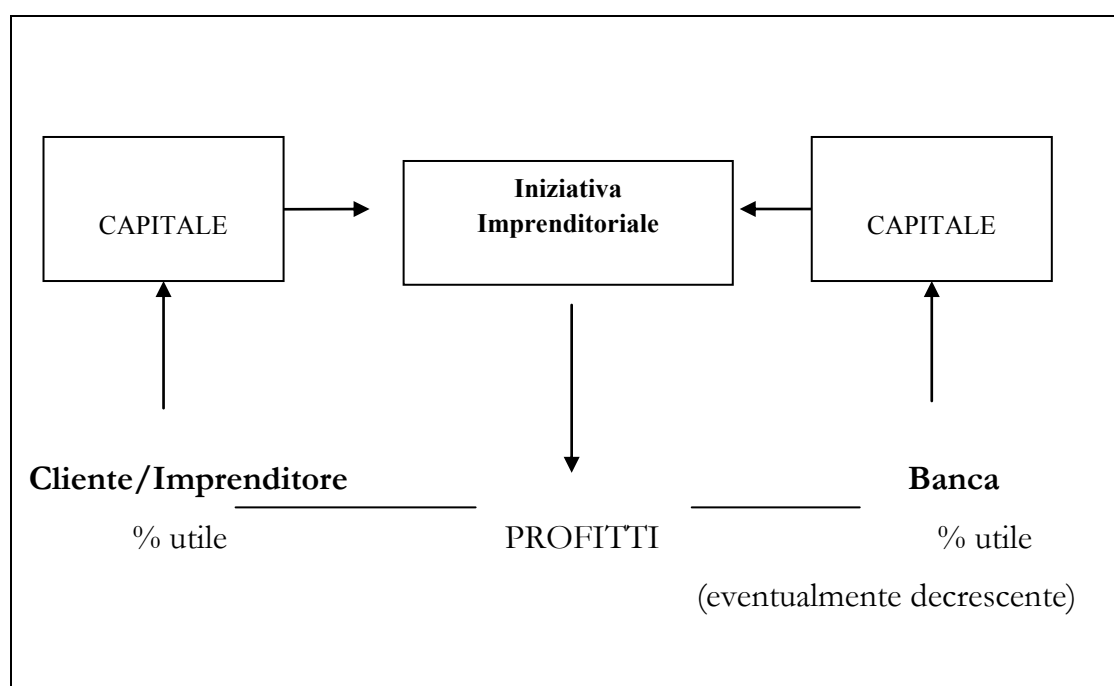 CAPITALE
Iniziativa
Imprenditoriale
CAPITALE
Cliente/Imprenditore
Banca
% utile
PROFITTI
% utile
(eventualmente decrescente)